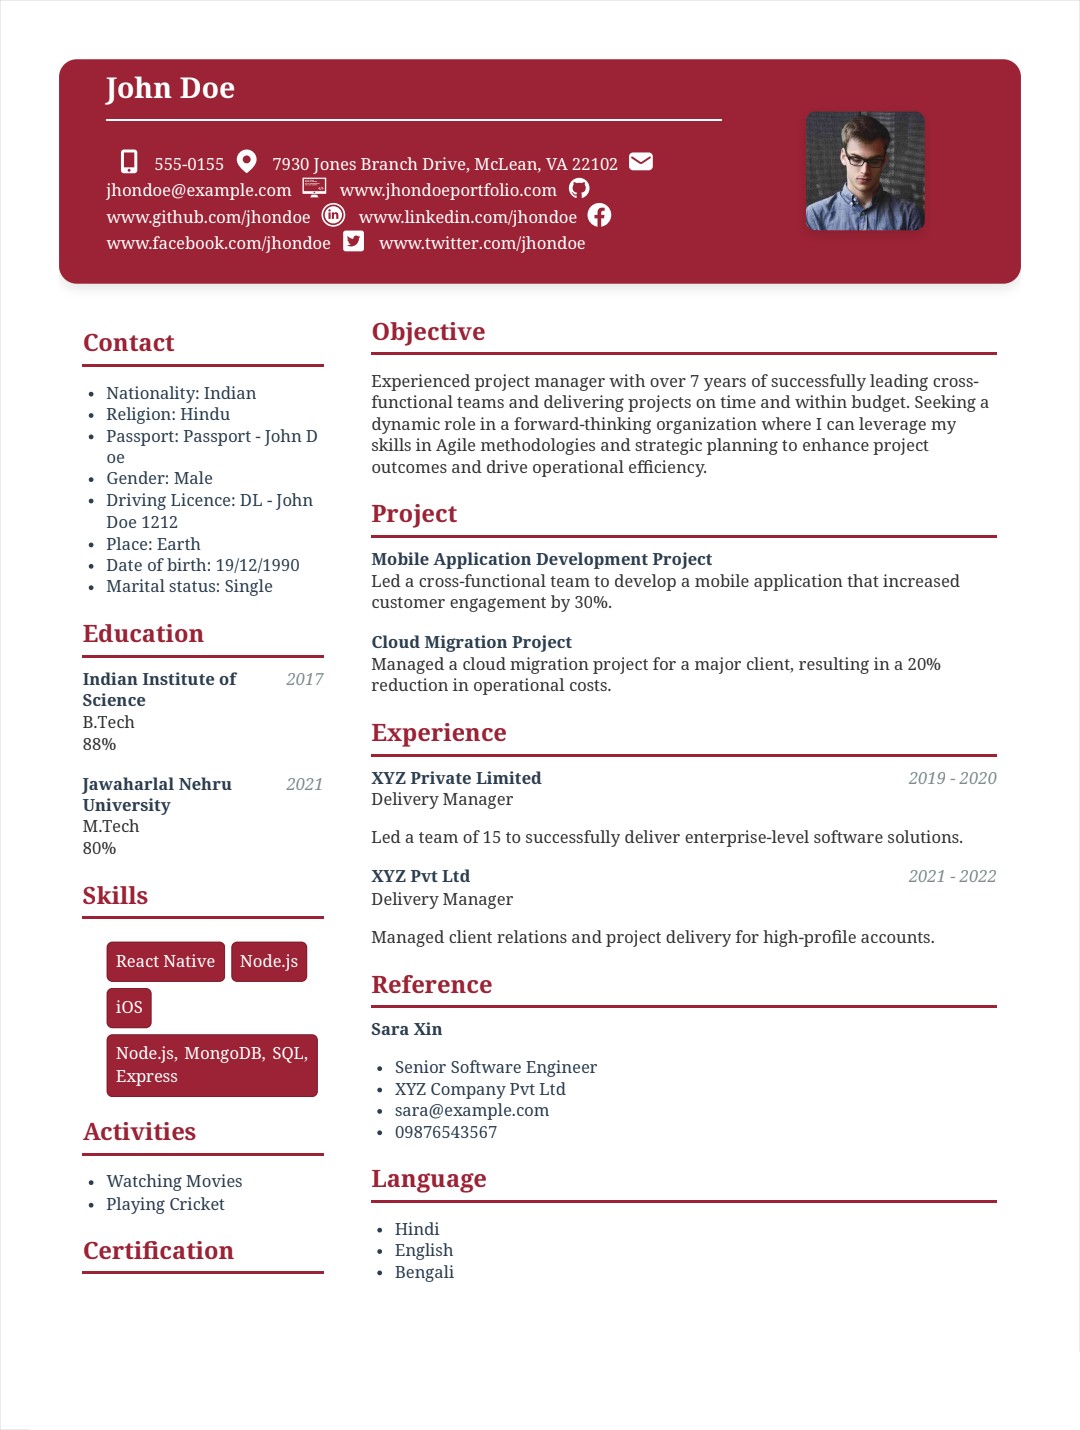 John Doe
555-0155 7930 Jones Branch Drive, McLean, VA 22102
jhondoe@example.com www.jhondoeportfolio.com
www.github.com/jhondoe www.linkedin.com/jhondoe
www.facebook.com/jhondoe www.twitter.com/jhondoe
Contact
• Nationality: Indian
• Religion: Hindu
• Passport: Passport - John D
oe
• Gender: Male
• Driving Licence: DL - John
Doe 1212
• Place: Earth
• Date of birth: 19/12/1990
• Marital status: Single
Education
Indian Institute of 2017
Science
B.Tech
88%
Jawaharlal Nehru 2021
University
M.Tech
80%
Skills
React Native Node.js
iOS
Node.js, MongoDB, SQL,
Express
Activities
• Watching Movies
• Playing Cricket
Certification
Objective
Experienced project manager with over 7 years of successfully leading cross-
functional teams and delivering projects on time and within budget. Seeking a
dynamic role in a forward-thinking organization where I can leverage my
skills in Agile methodologies and strategic planning to enhance project
outcomes and drive operational efficiency.
Project
Mobile Application Development Project
Led a cross-functional team to develop a mobile application that increased
customer engagement by 30%.
Cloud Migration Project
Managed a cloud migration project for a major client, resulting in a 20%
reduction in operational costs.
Experience
XYZ Private Limited 2019 - 2020
Delivery Manager
Led a team of 15 to successfully deliver enterprise-level software solutions.
XYZ Pvt Ltd 2021 - 2022
Delivery Manager
Managed client relations and project delivery for high-profile accounts.
Reference
Sara Xin
• Senior Software Engineer
• XYZ Company Pvt Ltd
• sara@example.com
• 09876543567
Language
• Hindi
• English
• Bengali